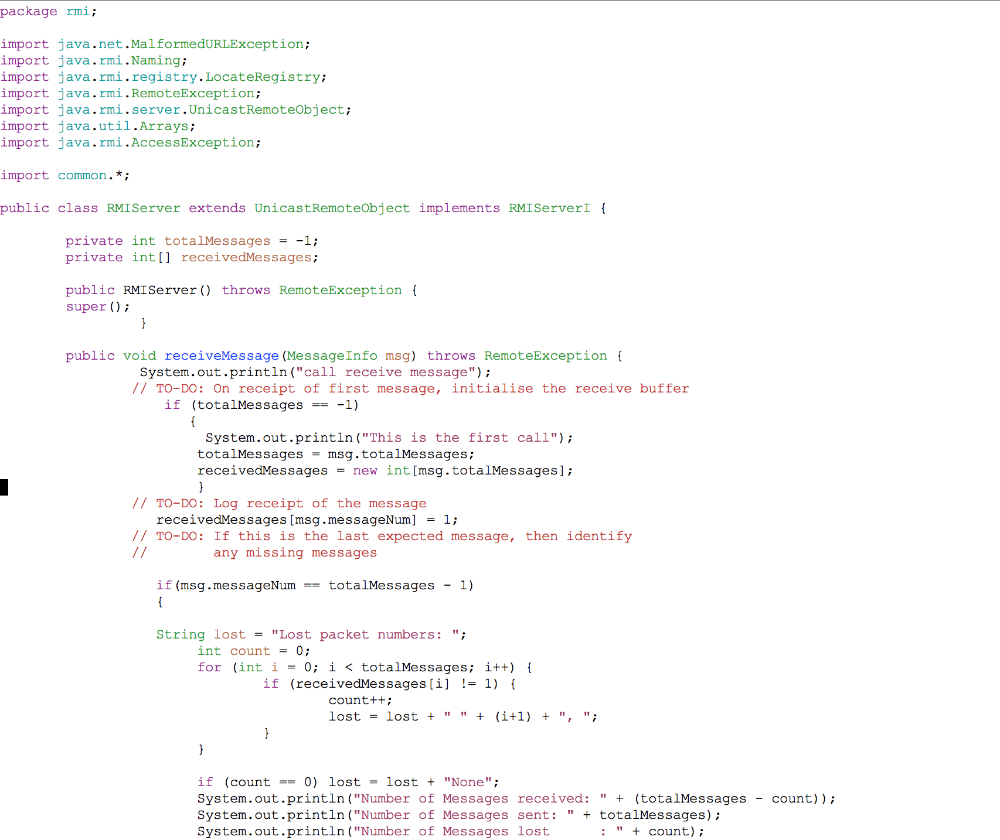 package rmi;

import java.net.MalformedURLException;
import java.rmi.Naming;
import java.rmi.registry.LocateRegistry;
import java.rmi.RemoteException;
import java.rmi.server.UnicastRemoteObject;
import java.util.Arrays;
import java.rmi.AccessException;

import common.*;

public class RMIServer extends UnicastRemoteObject implements RMIServerI {

        private int totalMessages = -1;
        private int[] receivedMessages;

        public RMIServer() throws RemoteException {
        super();
                 }

        public void receiveMessage(MessageInfo msg) throws RemoteException {
                 System.out.println("call receive message");
                // TO-DO: On receipt of first message, initialise the receive buffer
                    if (totalMessages == -1)
                       {
                         System.out.println("This is the first call");
                        totalMessages = msg.totalMessages;
                        receivedMessages = new int[msg.totalMessages];
                        }
                // TO-DO: Log receipt of the message
                   receivedMessages[msg.messageNum] = 1;
                // TO-DO: If this is the last expected message, then identify
                //        any missing messages

                   if(msg.messageNum == totalMessages - 1)
                   {

                   String lost = "Lost packet numbers: ";
                        int count = 0;
                        for (int i = 0; i < totalMessages; i++) {
                                if (receivedMessages[i] != 1) {
                                        count++;
                                        lost = lost + " " + (i+1) + ", ";
                                }
                        }

                        if (count == 0) lost = lost + "None";
                        System.out.println("Number of Messages received: " + (totalMessages - count));
                        System.out.println("Number of Messages sent: " + totalMessages);
                        System.out.println("Number of Messages lost      : " + count);